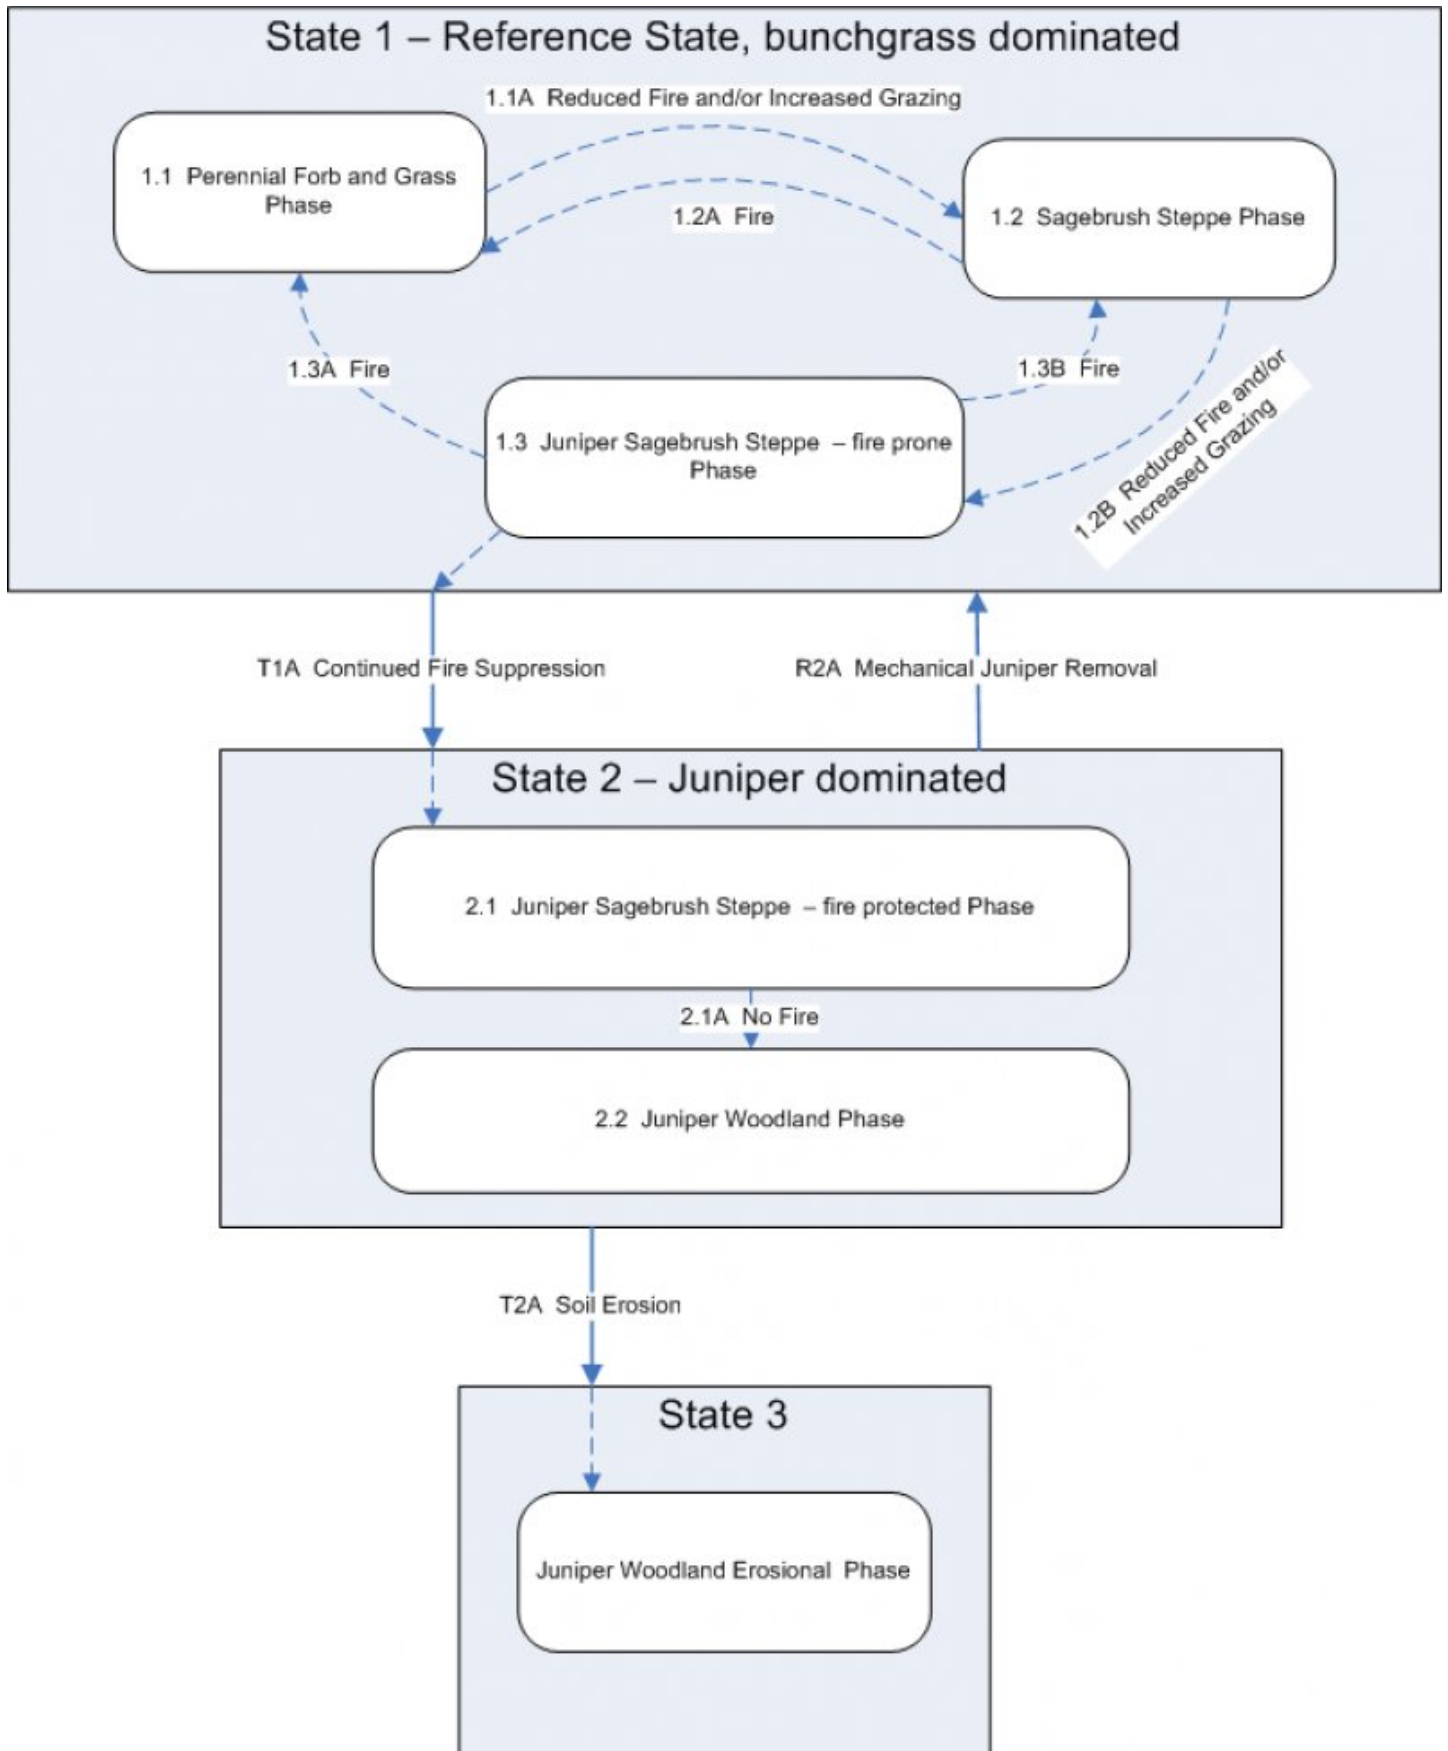 State 1 – Reference State, bunchgrass dominated
1.1A  Reduced Fire and/or Increased Grazing
1.1  Perennial Forb and Grass
Phase
1.2A  Fire
1.2  Sagebrush Steppe Phase
1.3A  Fire
1.3B  Fire
1.2B  Reduced Fire and/or
Increased Grazing
1.3  Juniper Sagebrush Steppe  – fire prone
Phase
T1A  Continued Fire Suppression
R2A  Mechanical Juniper Removal
State 2 – Juniper dominated
2.1  Juniper Sagebrush Steppe  – fire protected Phase
2.1A  No Fire
2.2  Juniper Woodland Phase
T2A  Soil Erosion
State 3
Juniper Woodland Erosional  Phase